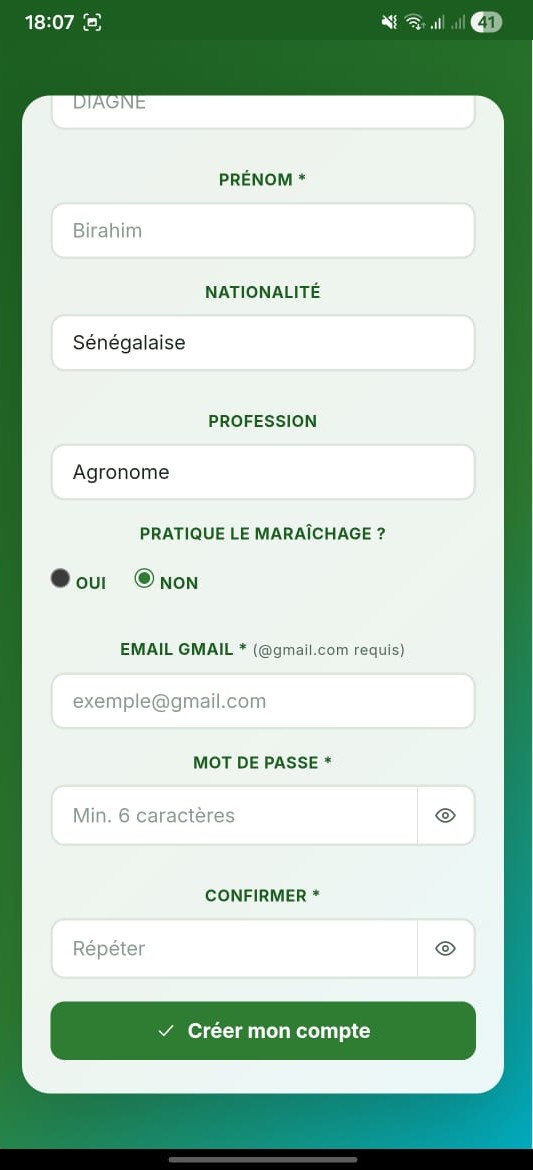 18:07
41
DIAGNE
PRÉNOM *
Birahim
NATIONALITÉ
Sénégalaise
PROFESSION
Agronome
PRATIQUE LE MARAÎCHAGE ?
OUI NON
EMAIL GMAIL * (@gmail.com requis)
exemple@gmail.com
MOT DE PASSE *
Min. 6 caractères
CONFIRMER *
Répéter
Créer mon compte